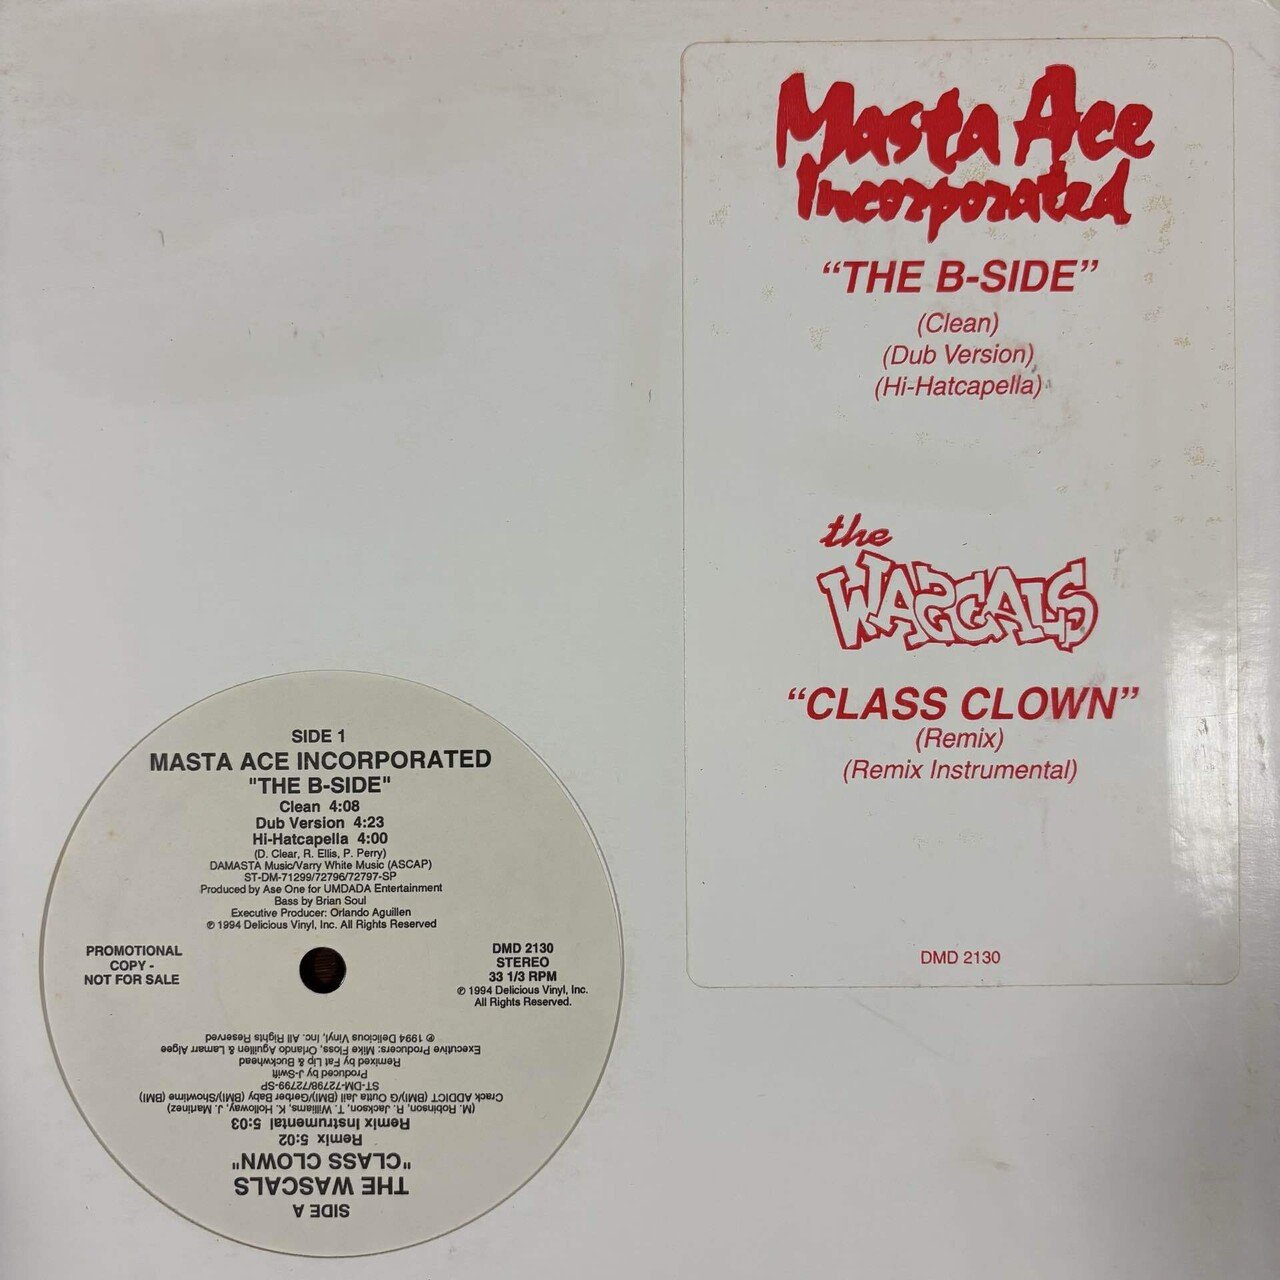 Masta Ace
Incorporated
“THE B-SIDE”
(Clean)
(Dub Version)
(Hi-Hatcapella)
the
WASCALS
“CLASS CLOWN”
(Remix)
(Remix Instrumental)
DMD 2130
SIDE 1
MASTA ACE INCORPORATED
"THE B-SIDE"
Clean 4:08
Dub Version 4:23
Hi-Hatcapella 4:00
(D. Clear, R. Ellis, P. Perry)
DAMASTA Music/Varry White Music (ASCAP)
ST-DM-71299/72796/72797-SP
Produced by Ase One for UMDADA Entertainment
Bass by Brian Soul
Executive Producer: Orlando Aguillen
℗ 1994 Delicious Vinyl, Inc. All Rights Reserved
PROMOTIONAL
COPY -
NOT FOR SALE
DMD 2130
STEREO
33 1/3 RPM
℗ 1994 Delicious Vinyl, Inc.
All Rights Reserved.
SIDE A
THE WASCALS
"CLASS CLOWN"
Remix 5:02
Remix Instrumental 5:03
(M. Robinson, R. Jackson, T. Williams, K. Holloway, J. Martinez)
Crack ADDICT (BMI)/G Outta Jail (BMI)/Gerber Baby (BMI)/Showtime (BMI)
ST-DM-72798/72799-SP
Produced by J-Swift
Remixed by Fat Lip & Buckwhead
Executive Producers: Mike Floss, Orlando Aguillen & Lamarr Algee
℗ 1994 Delicious Vinyl, Inc. All Rights Reserved